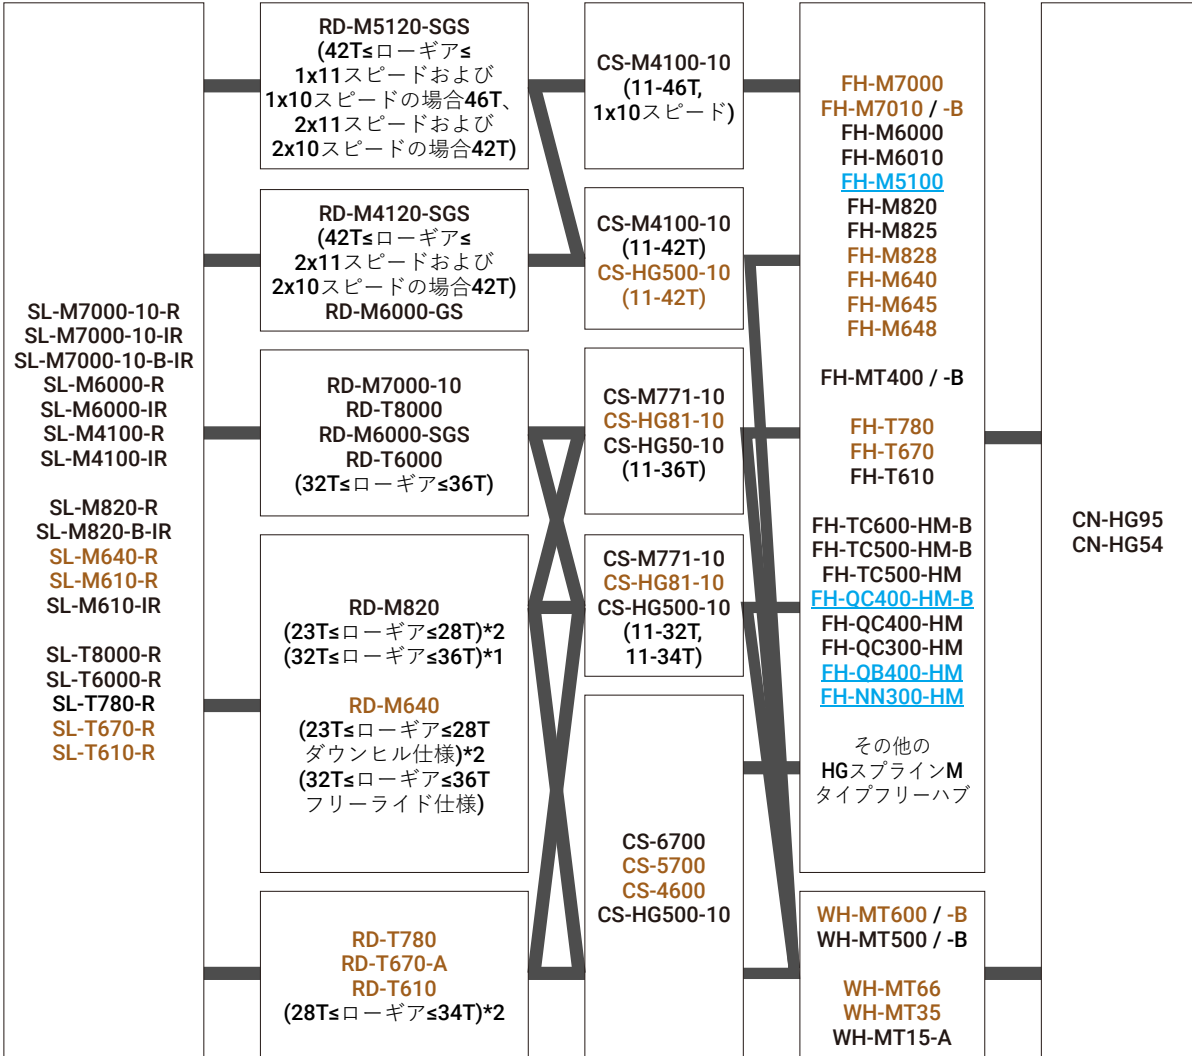 SL-M7000-10-R
SL-M7000-10-IR
SL-M7000-10-B-IR
SL-M6000-R
SL-M6000-IR
SL-M4100-R
SL-M4100-IR
SL-M820-R
SL-M820-B-IR
SL-M640-R
SL-M610-R
SL-M610-IR
SL-T8000-R
SL-T6000-R
SL-T780-R
SL-T670-R
SL-T610-R
RD-M5120-SGS
(42T≤ローギア≤
1x11スピードおよび
1x10スピードの場合46T、
2x11スピードおよび
2x10スピードの場合42T)
RD-M4120-SGS
(42T≤ローギア≤
2x11スピードおよび
2x10スピードの場合42T)
RD-M6000-GS
RD-M7000-10
RD-T8000
RD-M6000-SGS
RD-T6000
(32T≤ローギア≤36T)
RD-M820
(23T≤ローギア≤28T)*2
(32T≤ローギア≤36T)*1
RD-M640
(23T≤ローギア≤28T
ダウンヒル仕様)*2
(32T≤ローギア≤36T
フリーライド仕様)
RD-T780
RD-T670-A
RD-T610
(28T≤ローギア≤34T)*2
CS-M4100-10
(11-46T,
1x10スピード)
CS-M4100-10
(11-42T)
CS-HG500-10
(11-42T)
CS-M771-10
CS-HG81-10
CS-HG50-10
(11-36T)
CS-M771-10
CS-HG81-10
CS-HG500-10
(11-32T,
11-34T)
CS-6700
CS-5700
CS-4600
CS-HG500-10
FH-M7000
FH-M7010 / -B
FH-M6000
FH-M6010
FH-M5100
FH-M820
FH-M825
FH-M828
FH-M640
FH-M645
FH-M648
FH-MT400 / -B
FH-T780
FH-T670
FH-T610
FH-TC600-HM-B
FH-TC500-HM-B
FH-TC500-HM
FH-QC400-HM-B
FH-QC400-HM
FH-QC300-HM
FH-QB400-HM
FH-NN300-HM
その他の
HGスプラインM
タイプフリーハブ
WH-MT600 / -B
WH-MT500 / -B
WH-MT66
WH-MT35
WH-MT15-A
CN-HG95
CN-HG54